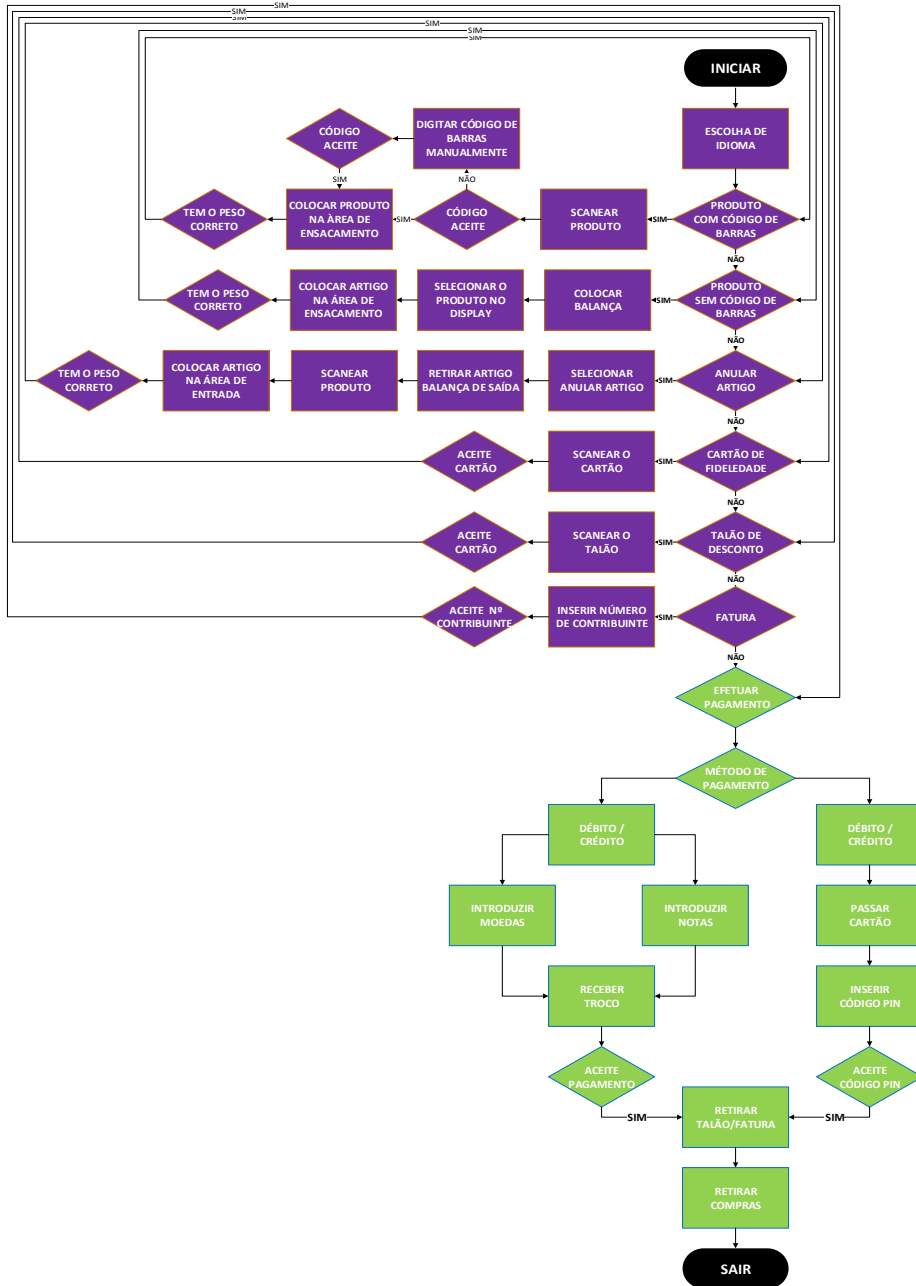 SIM
SIM
SIM
SIM
SIM
INICIAR
ESCOLHA DE
IDIOMA
DIGITAR CÓDIGO DE
BARRAS
MANUALMENTE
CÓDIGO
ACEITE
SIM
NÃO
PRODUTO
COM CÓDIGO DE
BARRAS
SIM
SCANEAR
PRODUTO
CÓDIGO
ACEITE
SIM
COLOCAR PRODUTO
NA ÀREA DE
ENSACAMENTO
TEM O PESO
CORRETO
NÃO
PRODUTO
SEM CÓDIGO DE
BARRAS
SIM
COLOCAR
BALANÇA
SELECIONAR O
PRODUTO NO
DISPLAY
COLOCAR ARTIGO
NA ÁREA DE
ENSACAMENTO
TEM O PESO
CORRETO
NÃO
ANULAR
ARTIGO
SIM
SELECIONAR
ANULAR ARTIGO
RETIRAR ARTIGO
BALANÇA DE SAÍDA
SCANEAR
PRODUTO
COLOCAR ARTIGO
NA ÁREA DE
ENTRADA
TEM O PESO
CORRETO
NÃO
CARTÃO DE
FIDELEDADE
SIM
SCANEAR O
CARTÃO
ACEITE
CARTÃO
NÃO
TALÃO DE
DESCONTO
SIM
SCANEAR O
TALÃO
ACEITE
CARTÃO
NÃO
FATURA
SIM
INSERIR NÚMERO
DE CONTRIBUINTE
ACEITE Nº
CONTRIBUINTE
NÃO
EFETUAR
PAGAMENTO
MÉTODO DE
PAGAMENTO
DÉBITO /
CRÉDITO
DÉBITO /
CRÉDITO
INTRODUZIR
MOEDAS
INTRODUZIR
NOTAS
PASSAR
CARTÃO
RECEBER
TROCO
INSERIR
CÓDIGO PIN
ACEITE
PAGAMENTO
ACEITE
CÓDIGO PIN
SIM
SIM
RETIRAR
TALÃO/FATURA
RETIRAR
COMPRAS
SAIR